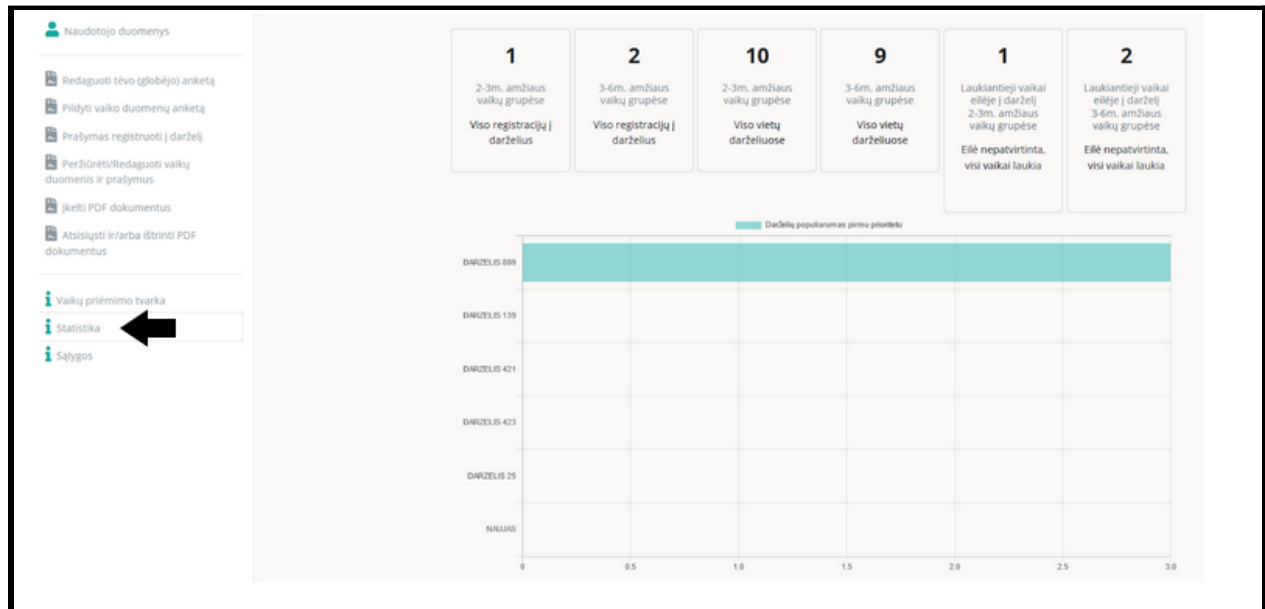 Naudotojo duomenys
Redaguoti tėvo (globėjo) anketą
Pildyti vaiko duomenų anketą
Prašymas registruoti į darželį
Peržiūrėti/Redaguoti vaikų
duomenis ir prašymus
Įkelti PDF dokumentus
Atsisiųsti ir/arba ištrinti PDF
dokumentus
Vaikų priėmimo tvarka
Statistika
Sąlygos
1
2-3m. amžiaus
vaikų grupėse
Viso registracijų į
darželius
2
3-6m. amžiaus
vaikų grupėse
Viso registracijų į
darželius
10
2-3m. amžiaus
vaikų grupėse
Viso vietų
darželiuose
9
3-6m. amžiaus
vaikų grupėse
Viso vietų
darželiuose
1
Laukiantieji vaikai
eilėje į darželį
2-3m. amžiaus
vaikų grupėse
Eilė nepatvirtinta,
visi vaikai laukia
2
Laukiantieji vaikai
eilėje į darželį
3-6m. amžiaus
vaikų grupėse
Eilė nepatvirtinta,
visi vaikai laukia
Darželių populiarumas pirmu prioritetu
DARZELIS 899
DARZELIS 139
DARZELIS 421
DARZELIS 423
DARZELIS 25
NAUJAS
0 0.5 1.0 1.5 2.0 2.5 3.0